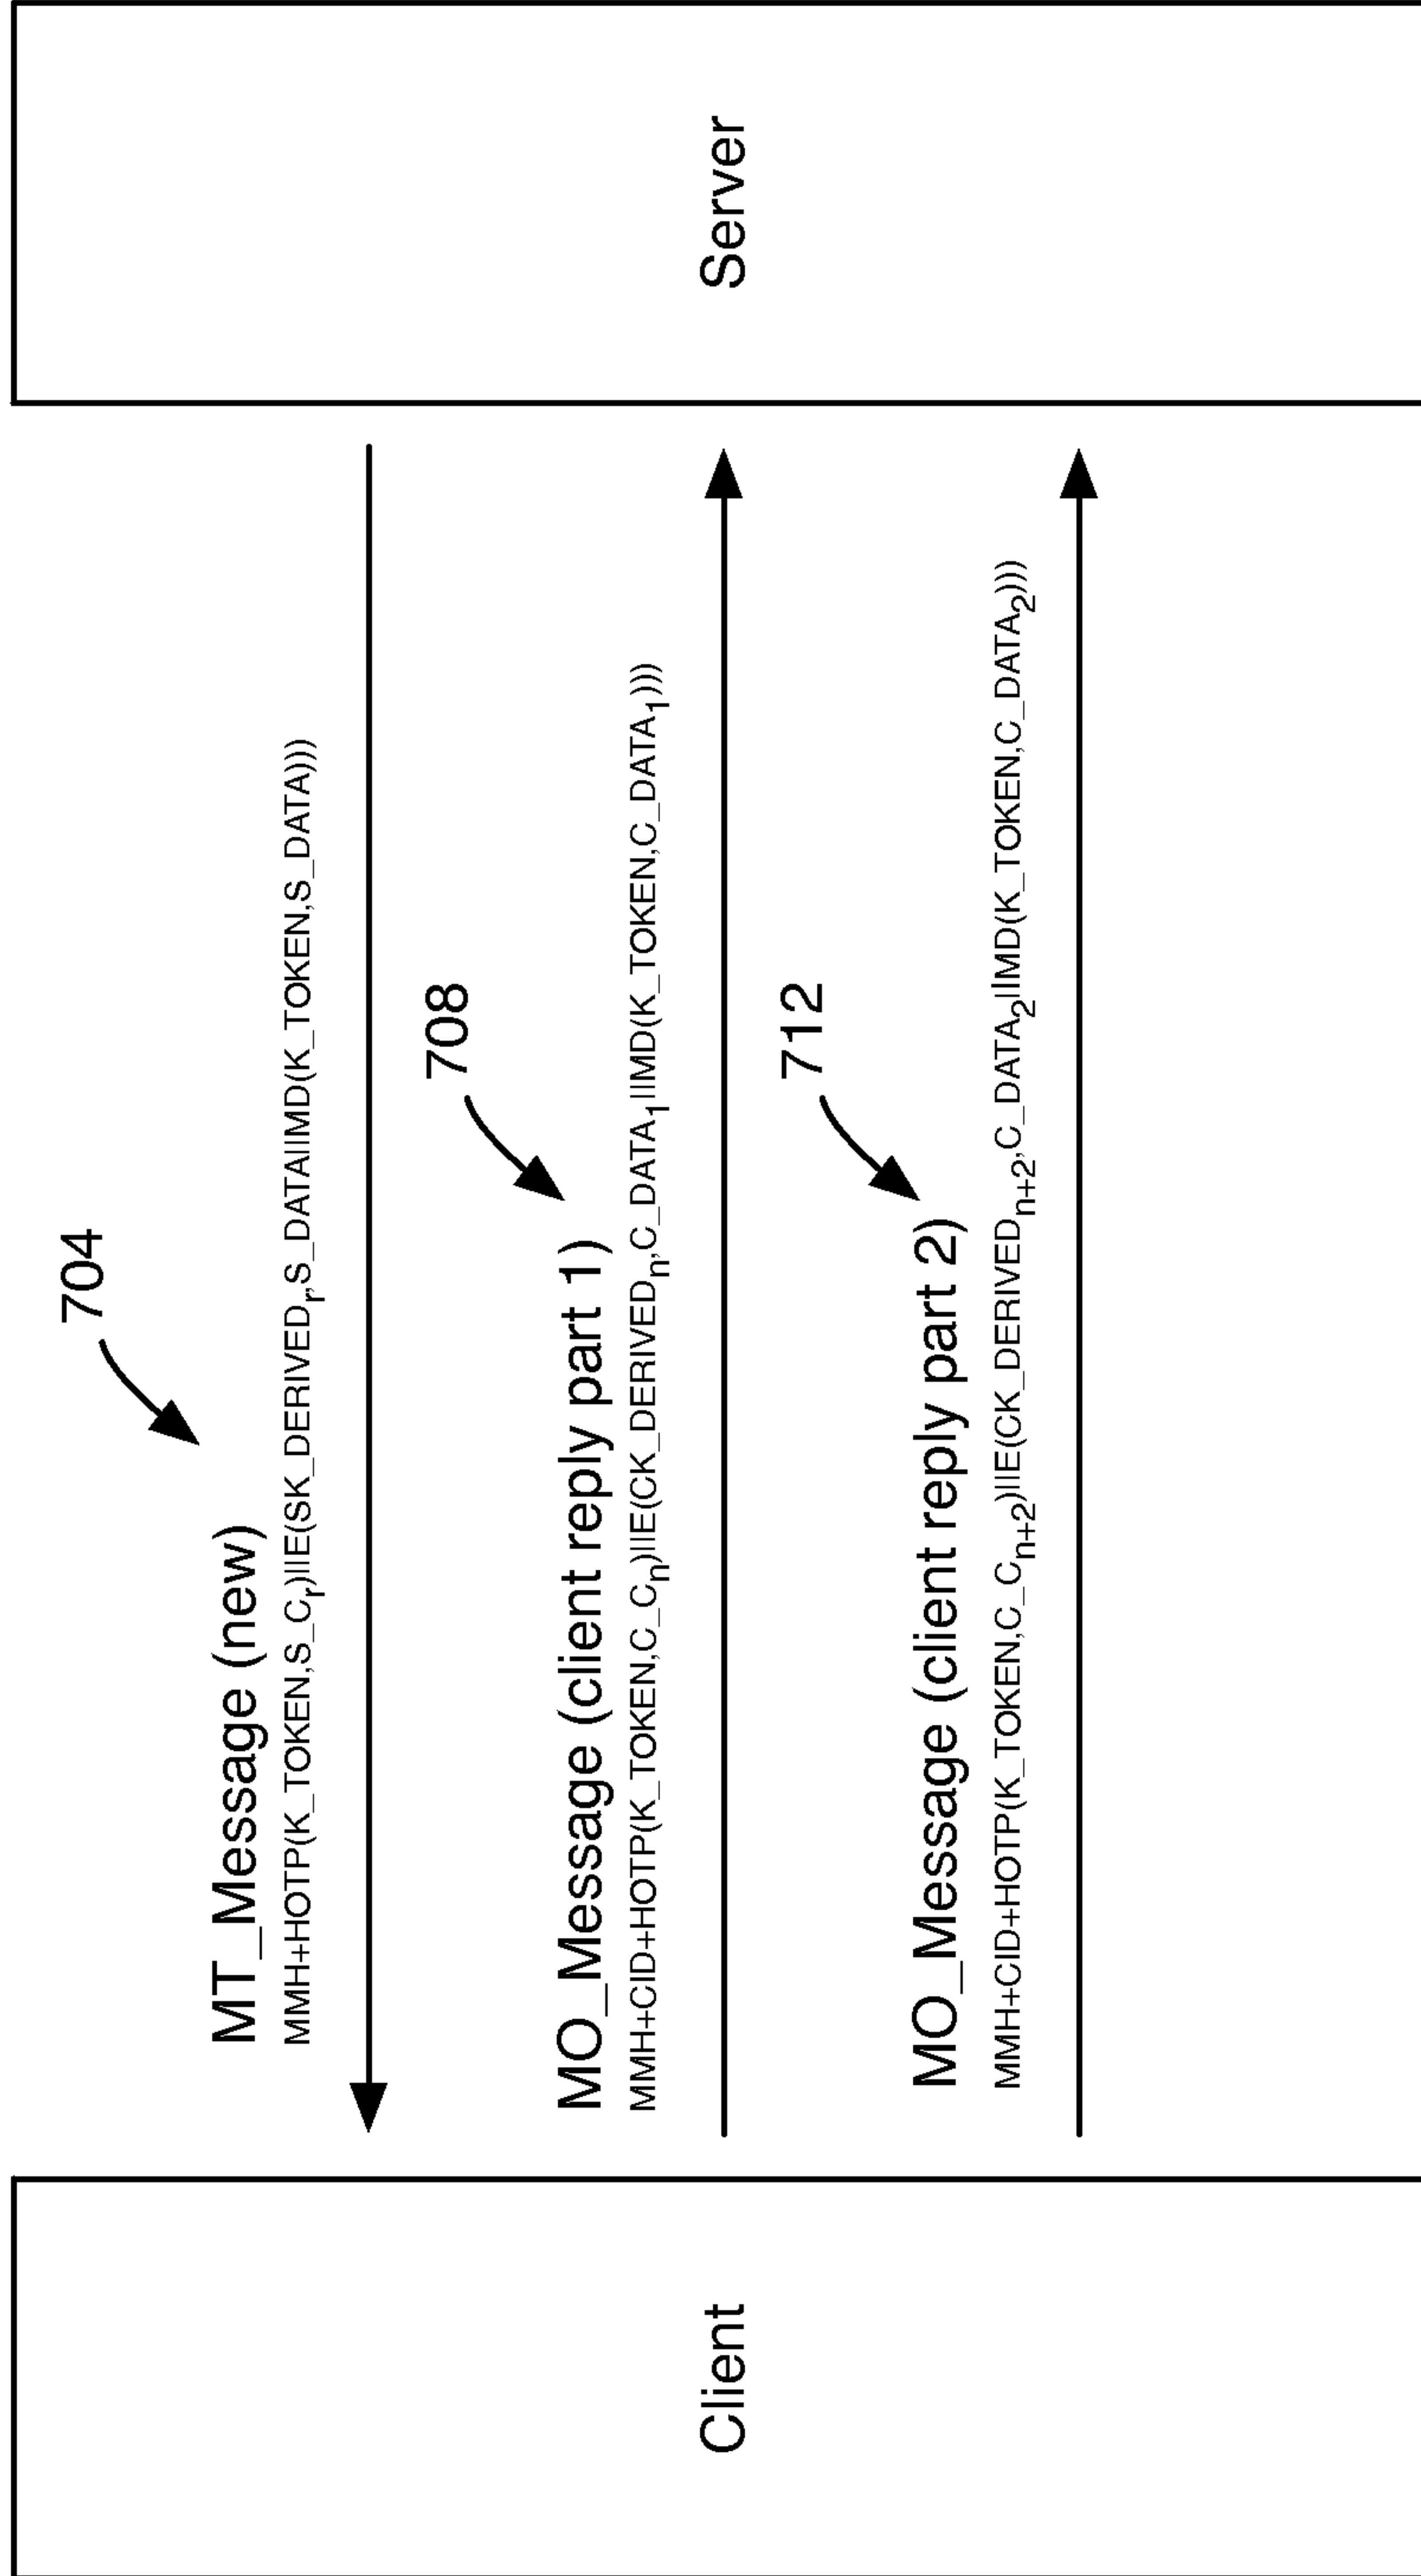 Client
Server
704
MT_Message (new)
MMH+HOTP(K_TOKEN,S_Cr)||E(SK_DERIVEDr,S_DATA||MD(K_TOKEN,S_DATA)))
708
MO_Message (client reply part 1)
MMH+CID+HOTP(K_TOKEN,C_Cn)||E(CK_DERIVEDn,C_DATA1||MD(K_TOKEN,C_DATA1)))
712
MO_Message (client reply part 2)
MMH+CID+HOTP(K_TOKEN,C_Cn+2)||E(CK_DERIVEDn+2,C_DATA2||MD(K_TOKEN,C_DATA2)))